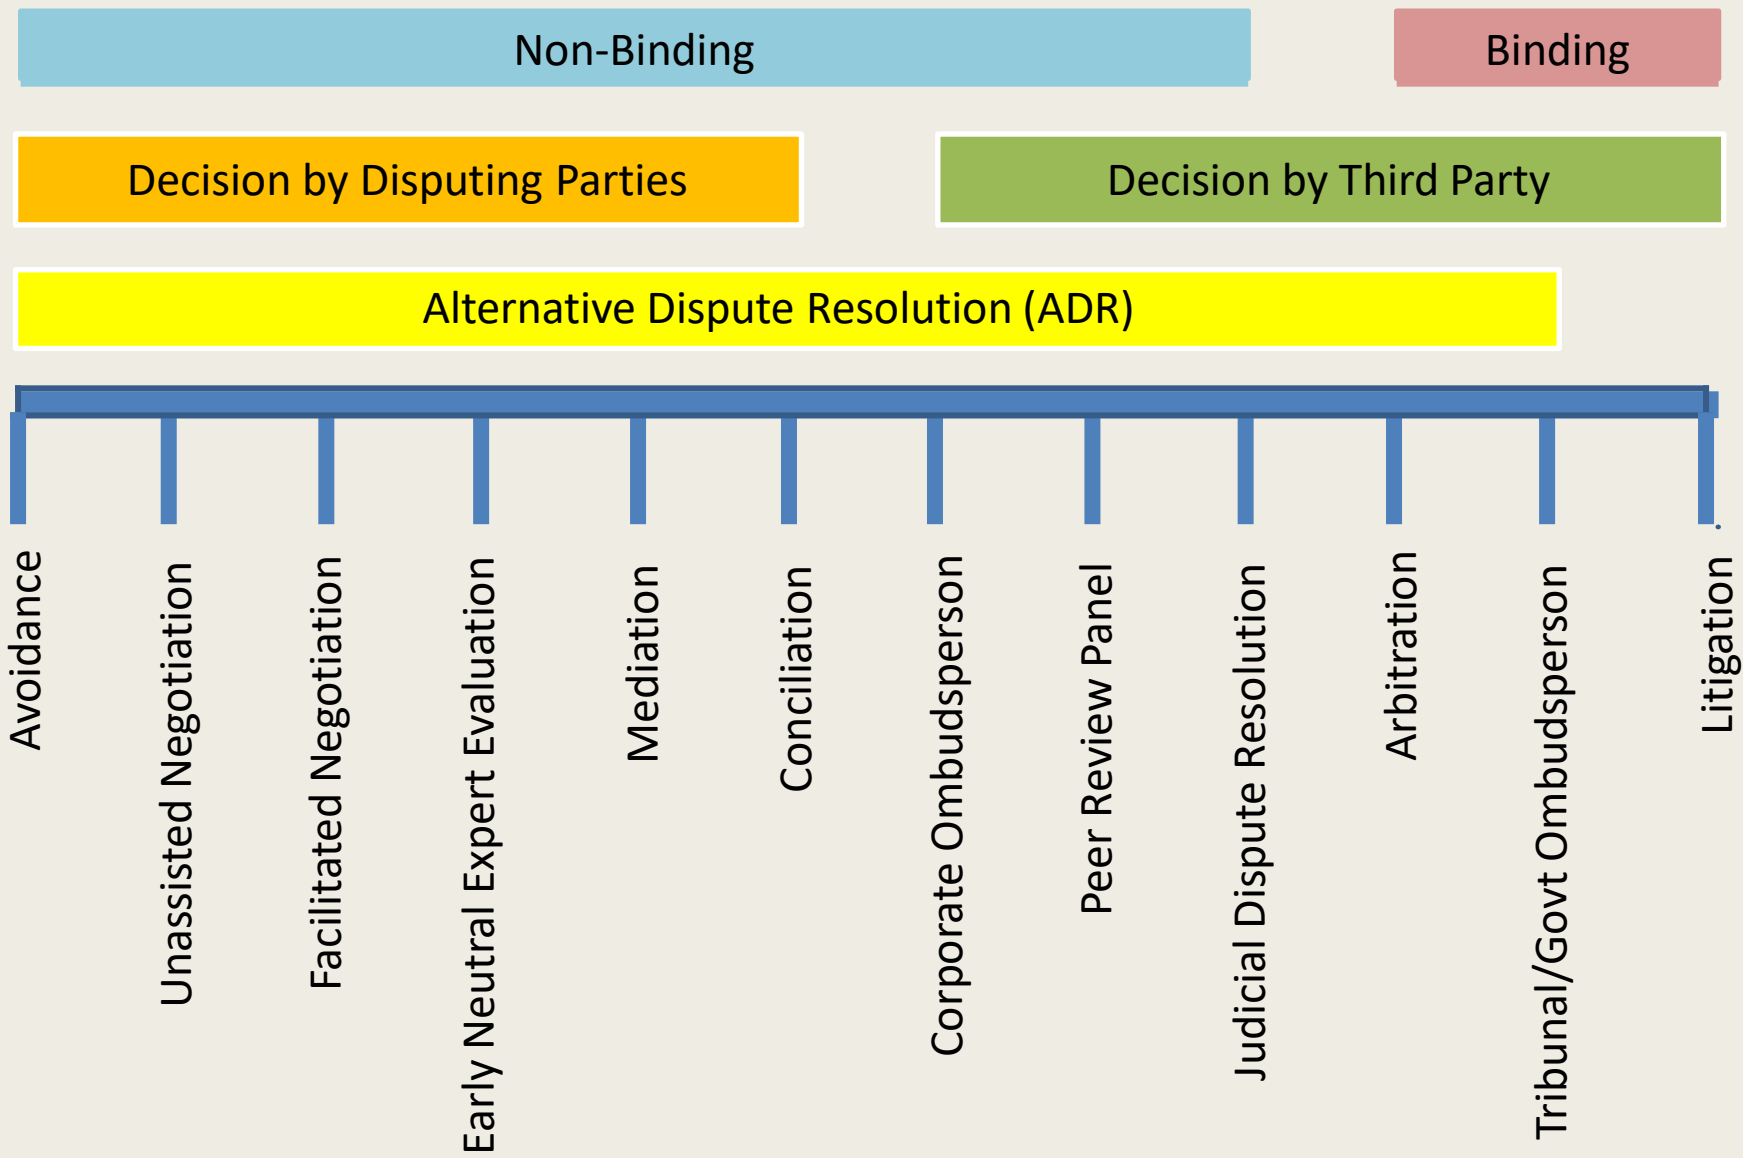 Non-Binding
Binding
Decision by Disputing Parties
Decision by Third Party
Alternative Dispute Resolution (ADR)
Avoidance
Unassisted Negotiation
Facilitated Negotiation
Early Neutral Expert Evaluation
Mediation
Conciliation
Corporate Ombudsperson
Peer Review Panel
Judicial Dispute Resolution
Arbitration
Tribunal/Govt Ombudsperson
Litigation